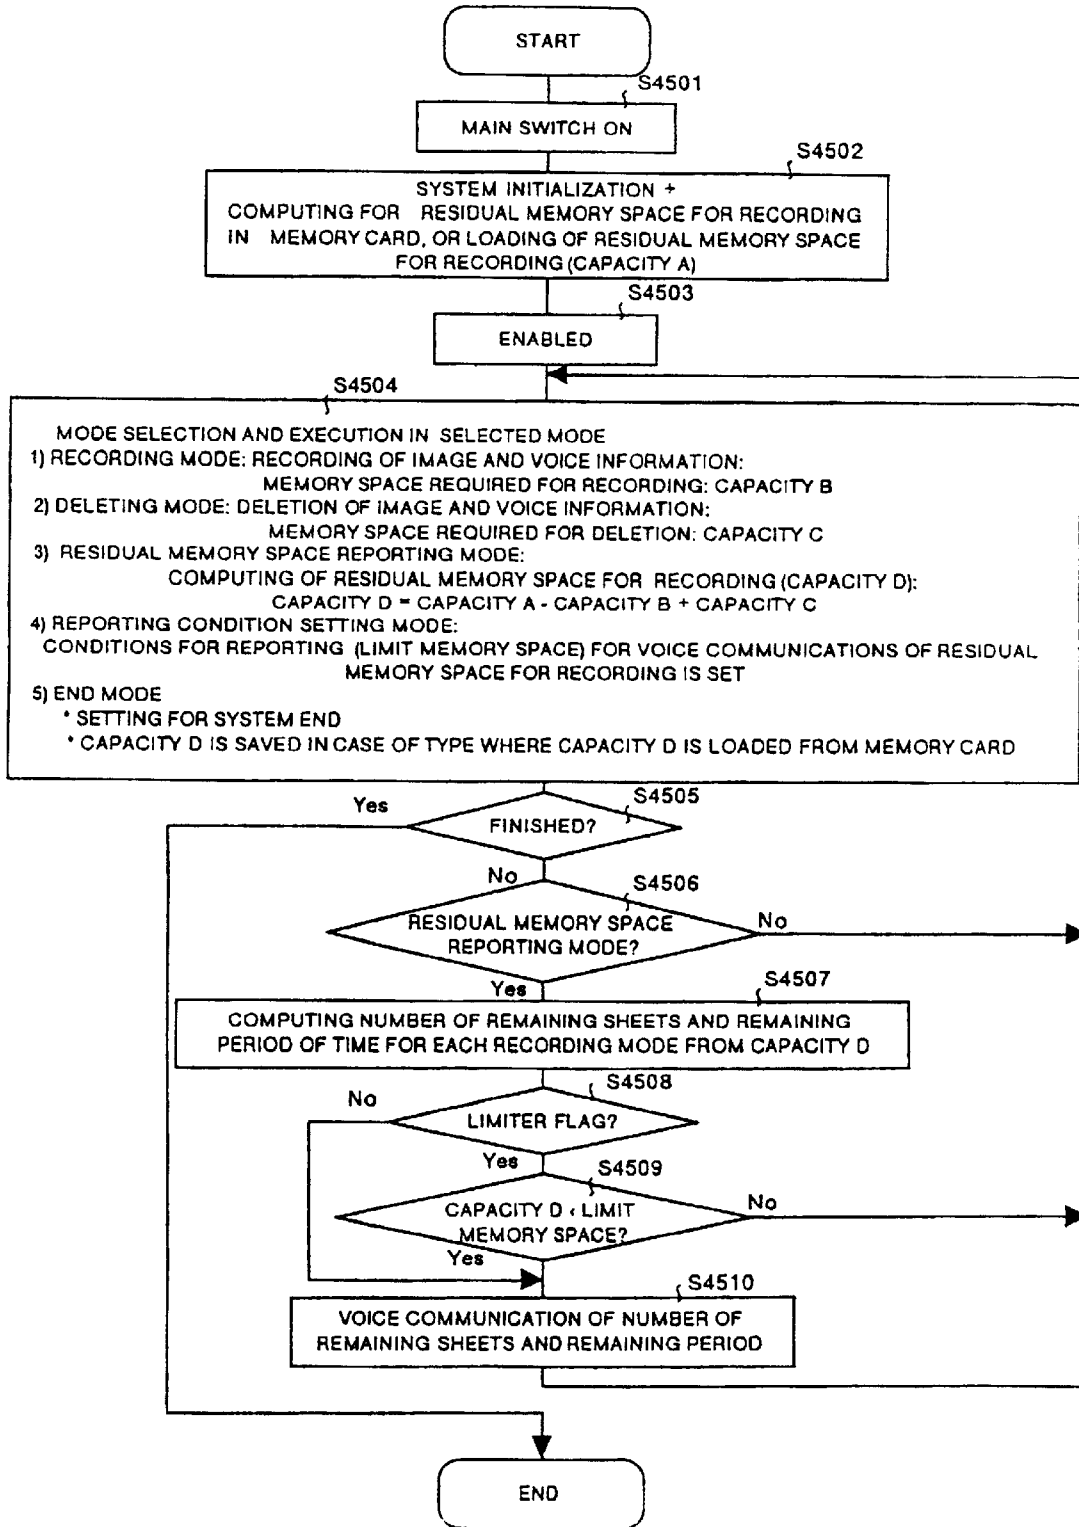 START
S4501
MAIN SWITCH ON
S4502
SYSTEM INITIALIZATION +
COMPUTING FOR RESIDUAL MEMORY SPACE FOR RECORDING
IN MEMORY CARD, OR LOADING OF RESIDUAL MEMORY SPACE
FOR RECORDING (CAPACITY A)
S4503
ENABLED
S4504
MODE SELECTION AND EXECUTION IN SELECTED MODE
1) RECORDING MODE: RECORDING OF IMAGE AND VOICE INFORMATION:
MEMORY SPACE REQUIRED FOR RECORDING: CAPACITY B
2) DELETING MODE: DELETION OF IMAGE AND VOICE INFORMATION:
MEMORY SPACE REQUIRED FOR DELETION: CAPACITY C
3) RESIDUAL MEMORY SPACE REPORTING MODE:
COMPUTING OF RESIDUAL MEMORY SPACE FOR RECORDING (CAPACITY D):
CAPACITY D = CAPACITY A - CAPACITY B + CAPACITY C
4) REPORTING CONDITION SETTING MODE:
CONDITIONS FOR REPORTING (LIMIT MEMORY SPACE) FOR VOICE COMMUNICATIONS OF RESIDUAL
MEMORY SPACE FOR RECORDING IS SET
5) END MODE
* SETTING FOR SYSTEM END
* CAPACITY D IS SAVED IN CASE OF TYPE WHERE CAPACITY D IS LOADED FROM MEMORY CARD
Yes
S4505
FINISHED?
No
S4506
RESIDUAL MEMORY SPACE
REPORTING MODE?
No
Yes
S4507
COMPUTING NUMBER OF REMAINING SHEETS AND REMAINING
PERIOD OF TIME FOR EACH RECORDING MODE FROM CAPACITY D
S4508
No
LIMITER FLAG?
Yes
S4509
CAPACITY D < LIMIT
MEMORY SPACE?
No
Yes
S4510
VOICE COMMUNICATION OF NUMBER OF
REMAINING SHEETS AND REMAINING PERIOD
END